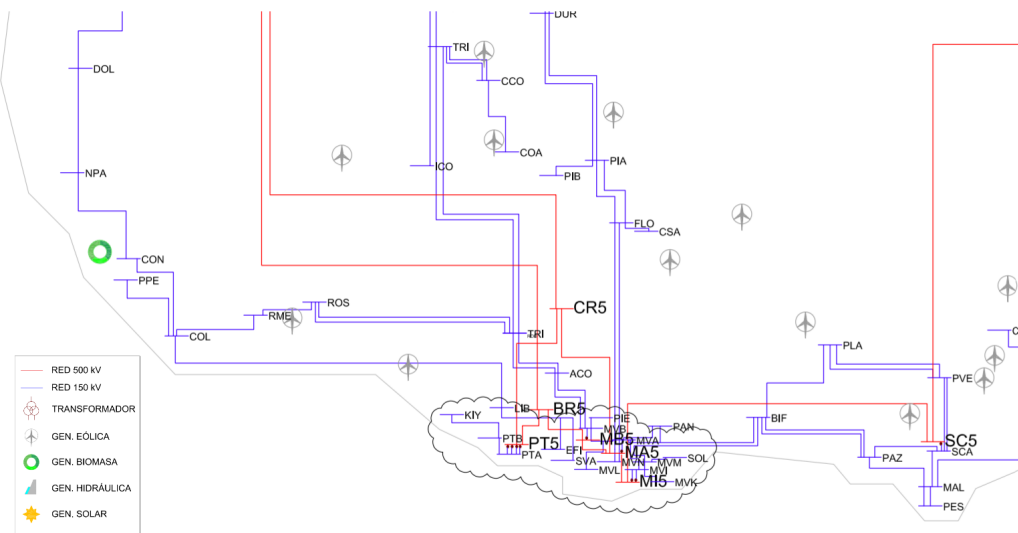 DUR
TRI
DOL
CCO
COA
PIA
ICO
NPA
PIB
FLO
CSA
CON
PPE
ROS
CR5
RME
TRI
COL
PLA
ACO
PVE
RED 500 kV
RED 150 kV
TRANSFORMADOR
GEN. EÓLICA
GEN. BIOMASA
GEN. HIDRÁULICA
GEN. SOLAR
LIB
BR5
KIY
PIE
BIF
MVB
PAN
PTB
PT5
MB5
MVA
SC5
EFI
MA5
SCA
PTA
SVA
MVN
MVM
SOL
PAZ
MVL
MVI
MI5
MVK
MAL
PES